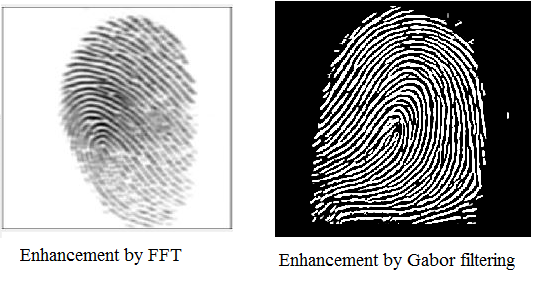 Enhancement by FFT
Enhancement by Gabor filtering